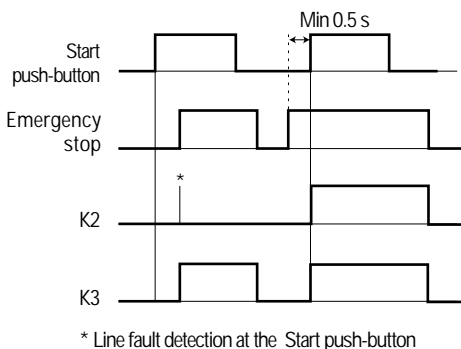 Min 0.5 s
Start
push-button
Emergency
stop
*
K2
K3
* Line fault detection at the Start push-button